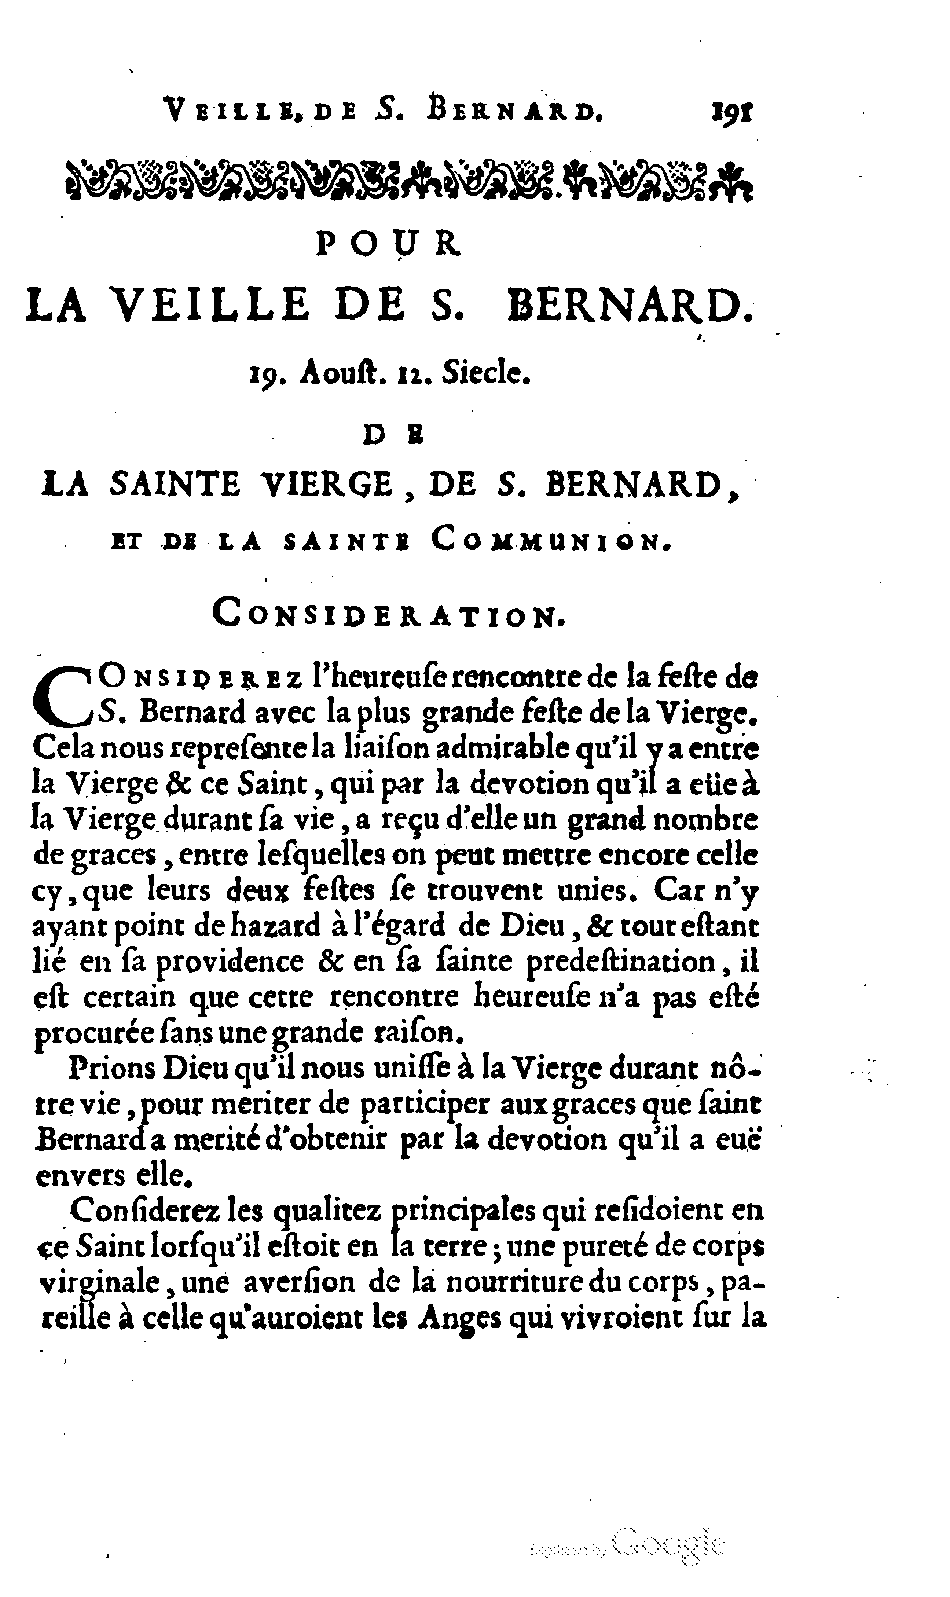 VEILLE, DE S. BERNARD. 191
POUR
LA VEILLE DE S. BERNARD.
19. Aouſt. 12. Siecle.
DE
LA SAINTE VIERGE, DE S. BERNARD,
ET DE LA SAINTE COMMUNION.
CONSIDERATION.
CONSIDEREZ l'heureuſe rencontre de la feſte de
S. Bernard avec la plus grande feſte de la Vierge.
Cela nous repreſente la liaiſon admirable qu'il y a entre
la Vierge & ce Saint, qui par la devotion qu'il a eüe à
la Vierge durant ſa vie, a reçu d'elle un grand nombre
de graces, entre leſquelles on peut mettre encore celle
cy, que leurs deux feſtes ſe trouvent unies. Car n'y
ayant point de hazard à l'égard de Dieu, & tout eſtant
lié en ſa providence & en ſa ſainte predeſtination, il
eſt certain que cette rencontre heureuſe n'a pas eſté
procurée ſans une grande raiſon.
Prions Dieu qu'il nous uniſſe à la Vierge durant nô-
tre vie, pour meriter de participer aux graces que ſaint
Bernard a merité d'obtenir par la devotion qu'il a euë
envers elle.
Conſiderez les qualitez principales qui reſidoient en
ce Saint lorſqu'il eſtoit en la terre; une pureté de corps
virginale, une averſion de la nourriture du corps, pa-
reille à celle qu'auroient les Anges qui vivroient ſur la
Digitized by Google